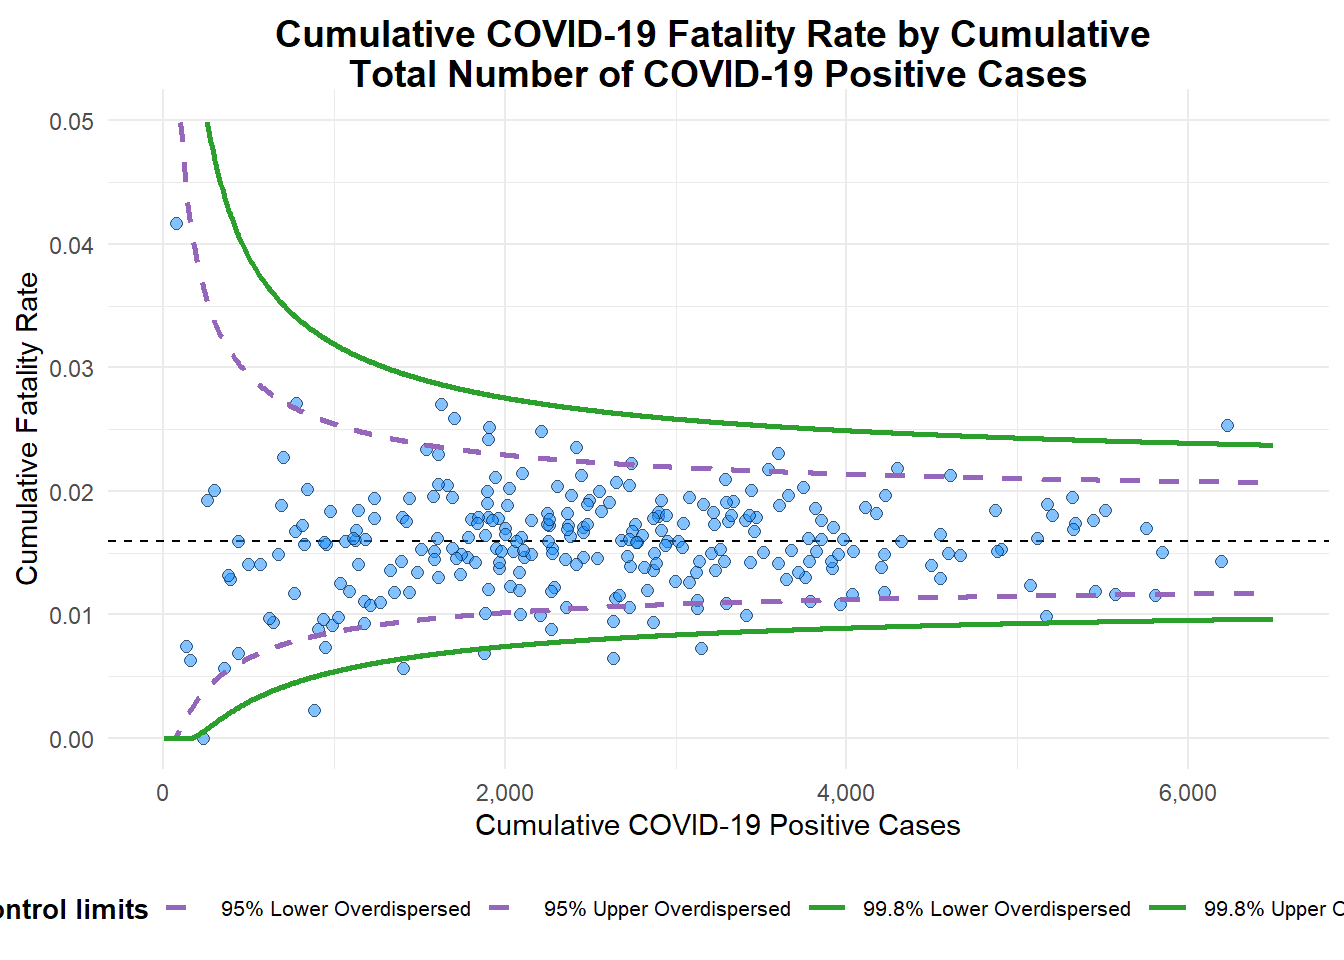 Cumulative COVID-19 Fatality Rate by Cumulative
Total Number of COVID-19 Positive Cases
0.05
0.04
0.03
0.02
0.01
0.00
Cumulative Fatality Rate
0
2,000
4,000
6,000
Cumulative COVID-19 Positive Cases
ontrol limits
95% Lower Overdispersed
95% Upper Overdispersed
99.8% Lower Overdispersed
99.8% Upper O